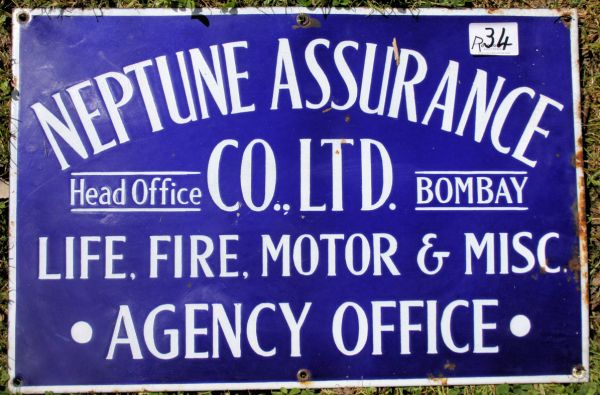 R34
NEPTUNE ASSURANCE
Head Office CO., LTD. BOMBAY
LIFE, FIRE, MOTOR & MISC.
• AGENCY OFFICE •